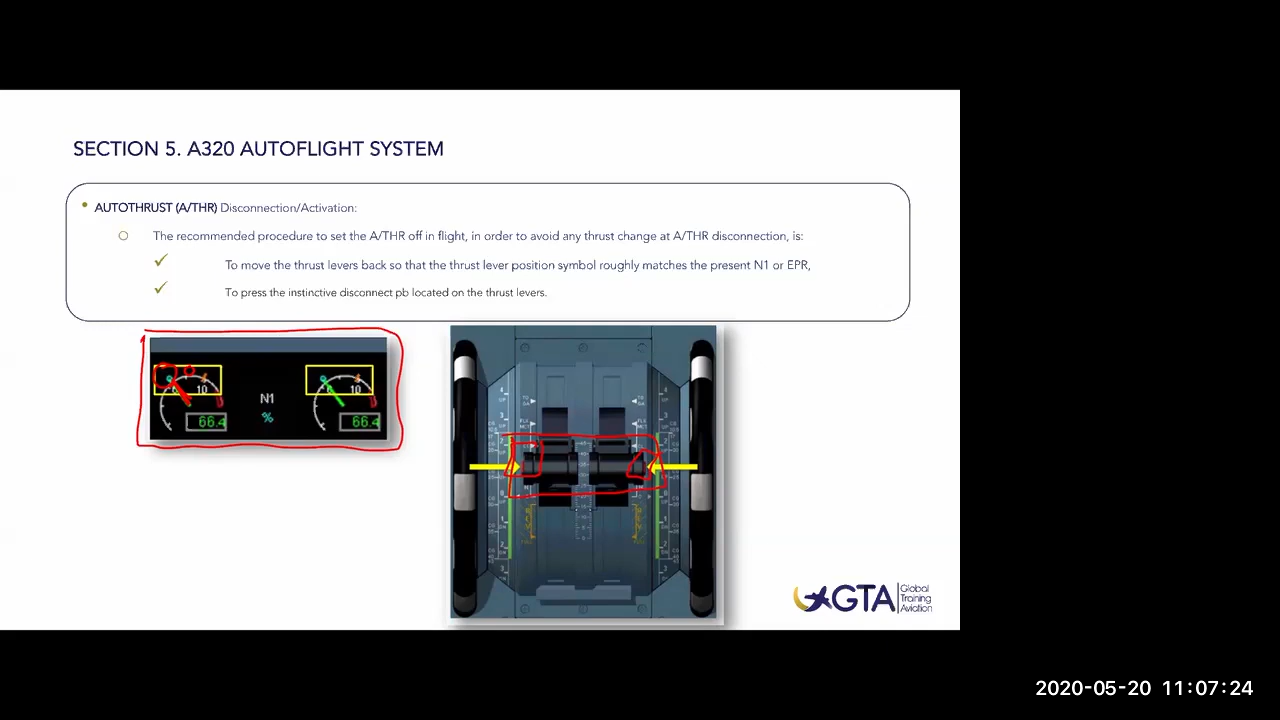 SECTION 5. A320 AUTOFLIGHT SYSTEM
• AUTOTHRUST (A/THR) Disconnection/Activation:
The recommended procedure to set the A/THR off in flight, in order to avoid any thrust change at A/THR disconnection, is:
✓ To move the thrust levers back so that the thrust lever position symbol roughly matches the present N1 or EPR,
✓ To press the instinctive disconnect pb located on the thrust levers.
10 10
N1
%
66.4 66.4
GTA Global
Training
Aviation
2020-05-20 11:07:24